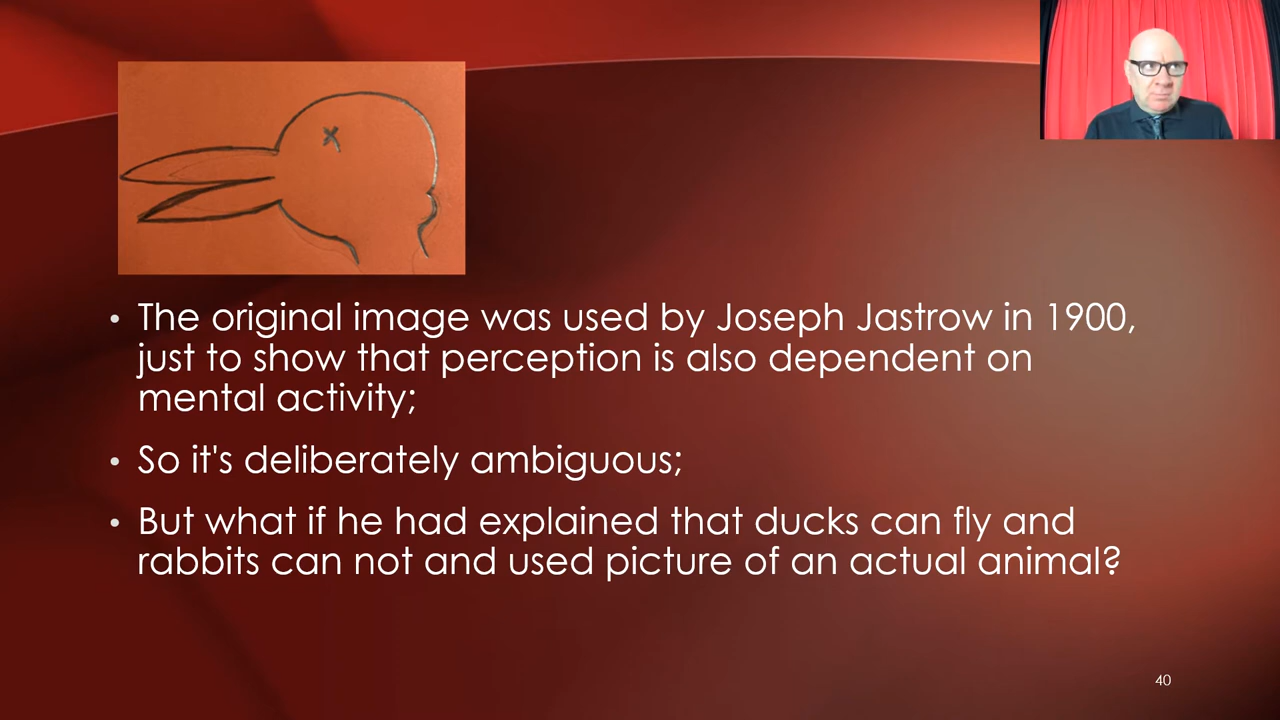 • The original image was used by Joseph Jastrow in 1900,
just to show that perception is also dependent on
mental activity;
• So it's deliberately ambiguous;
• But what if he had explained that ducks can fly and
rabbits can not and used picture of an actual animal?
40